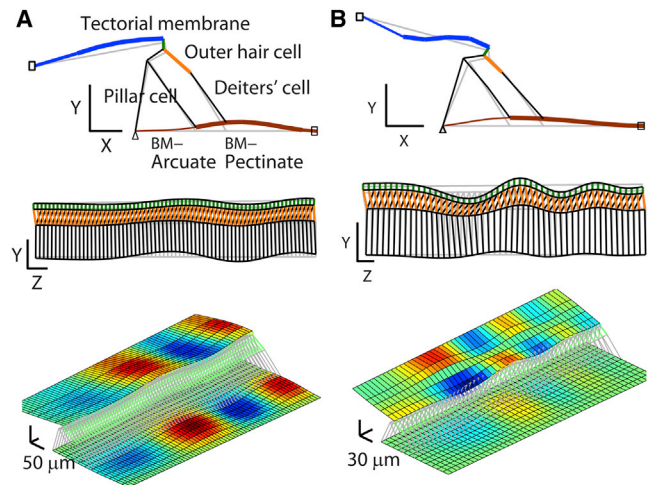 A
Tectorial membrane
Outer hair cell
Pillar cell
Deiters' cell
Y
X
BM–
Arcuate
BM–
Pectinate
Y
Z
50 μm
B
Y
X
Y
Z
30 μm